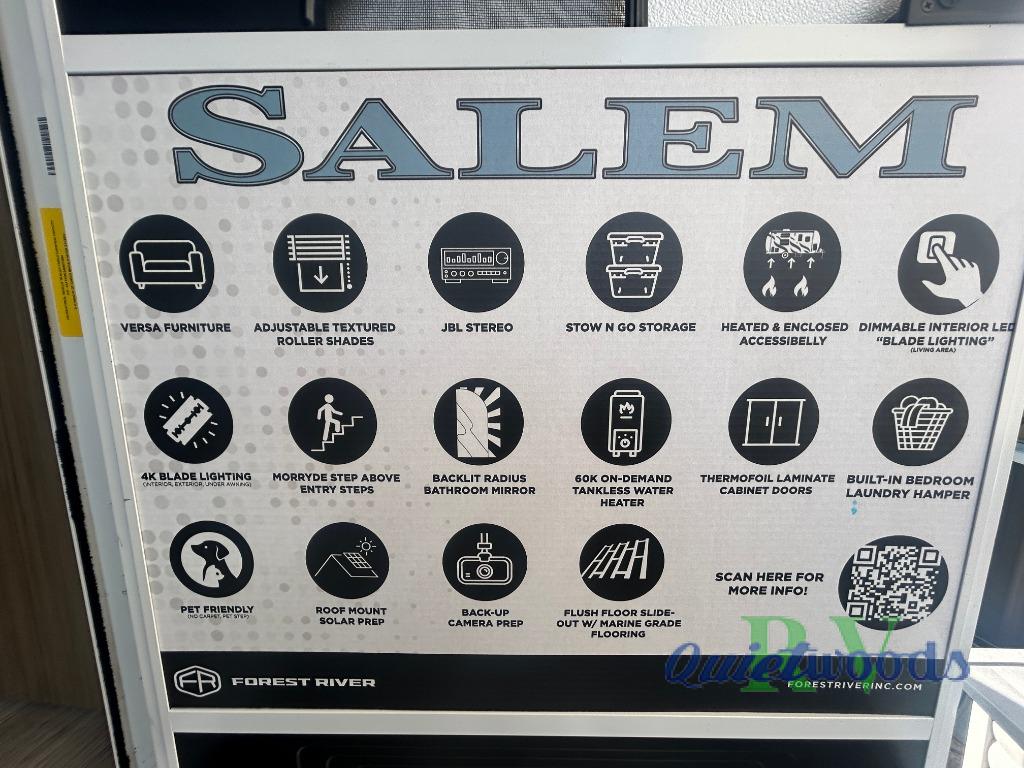 SALEM
VERSA FURNITURE
ADJUSTABLE TEXTURED
ROLLER SHADES
JBL STEREO
STOW N GO STORAGE
HEATED & ENCLOSED
ACCESSIBELLY
DIMMABLE INTERIOR LED
"BLADE LIGHTING"
(LIVING AREA)
4K BLADE LIGHTING
(INTERIOR, EXTERIOR, UNDER AWNING)
MORRYDE STEP ABOVE
ENTRY STEPS
BACKLIT RADIUS
BATHROOM MIRROR
60K ON-DEMAND
TANKLESS WATER
HEATER
THERMOFOIL LAMINATE
CABINET DOORS
BUILT-IN BEDROOM
LAUNDRY HAMPER
PET FRIENDLY
(NO CARPET, PET STEP)
ROOF MOUNT
SOLAR PREP
BACK-UP
CAMERA PREP
FLUSH FLOOR SLIDE-
OUT W/ MARINE GRADE
FLOORING
SCAN HERE FOR
MORE INFO!
FR FOREST RIVER
RV
Quietwoods
FORESTRIVERINC.COM